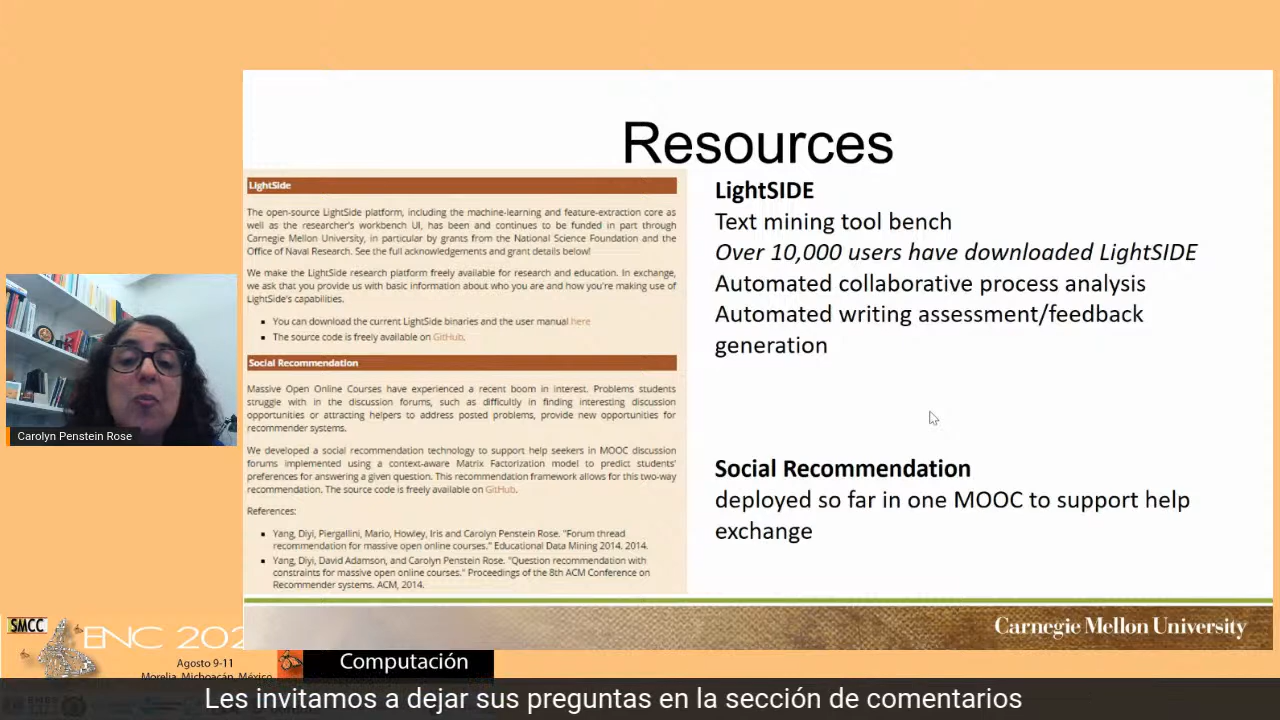 Resources
LightSide
The open-source LightSide platform, including the machine-learning and feature-extraction core as
well as the researcher's workbench UI, has been and continues to be funded in part through
Carnegie Mellon University, in particular by grants from the National Science Foundation and the
Office of Naval Research. See the full acknowledgements and grant details below!
We make the LightSide research platform freely available for research and education. In exchange,
we ask that you provide us with basic information about who you are and how you're making use of
LightSide's capabilities.
You can download the current LightSide binaries and the user manual here
The source code is freely available on GitHub.
Social Recommendation
Massive Open Online Courses have experienced a recent boom in interest. Problems students
struggle with in the discussion forums, such as difficultly in finding interesting discussion
opportunities or attracting helpers to address posted problems, provide new opportunities for
recommender systems.
We developed a social recommendation technology to support help seekers in MOOC discussion
forums implemented using a context-aware Matrix Factorization model to predict students'
preferences for answering a given question. This recommendation framework allows for this two-way
recommendation. The source code is freely available on GitHub.
References:
Yang, Diyi, Piergallini, Mario, Howley, Iris and Carolyn Penstein Rose. "Forum thread
recommendation for massive open online courses." Educational Data Mining 2014. 2014.
Yang, Diyi, David Adamson, and Carolyn Penstein Rose. "Question recommendation with
constraints for massive open online courses." Proceedings of the 8th ACM Conference on
Recommender systems. ACM, 2014.
LightSIDE
Text mining tool bench
Over 10,000 users have downloaded LightSIDE
Automated collaborative process analysis
Automated writing assessment/feedback
generation
Social Recommendation
deployed so far in one MOOC to support help
exchange
Carnegie Mellon University
Carolyn Penstein Rose
SMCC
ENC 202
Agosto 9-11
Morelia, Michoacán, México
Computación
Les invitamos a dejar sus preguntas en la sección de comentarios